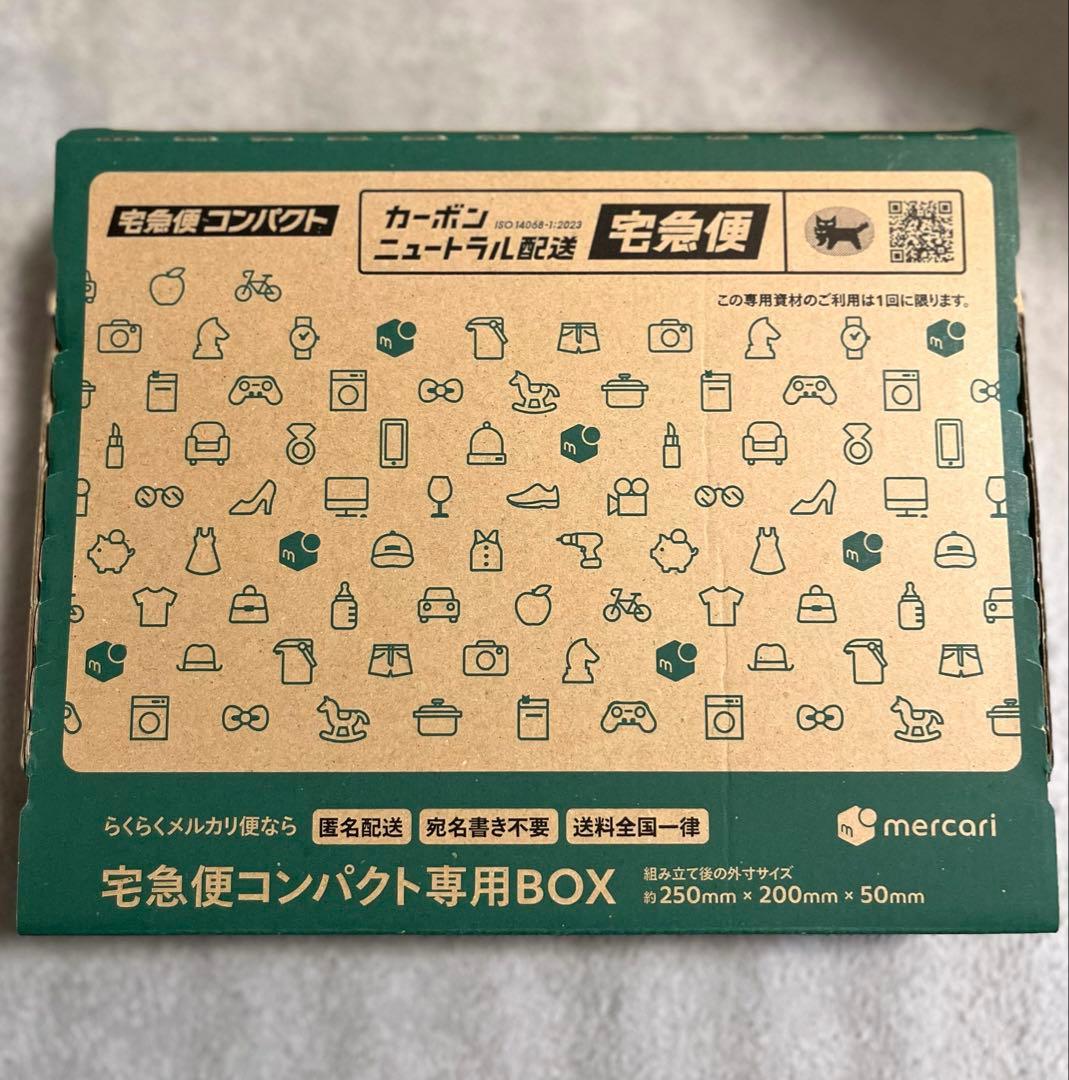 宅急便コンパクト
カーボン
ニュートラル配送
ISO 14068-1:2023
宅急便
この専用資材のご利用は1回に限ります。
らくらくメルカリ便なら 匿名配送 宛名書き不要 送料全国一律
mercari
宅急便コンパクト専用BOX
組み立て後の外寸サイズ
約250mm×200mm×50mm